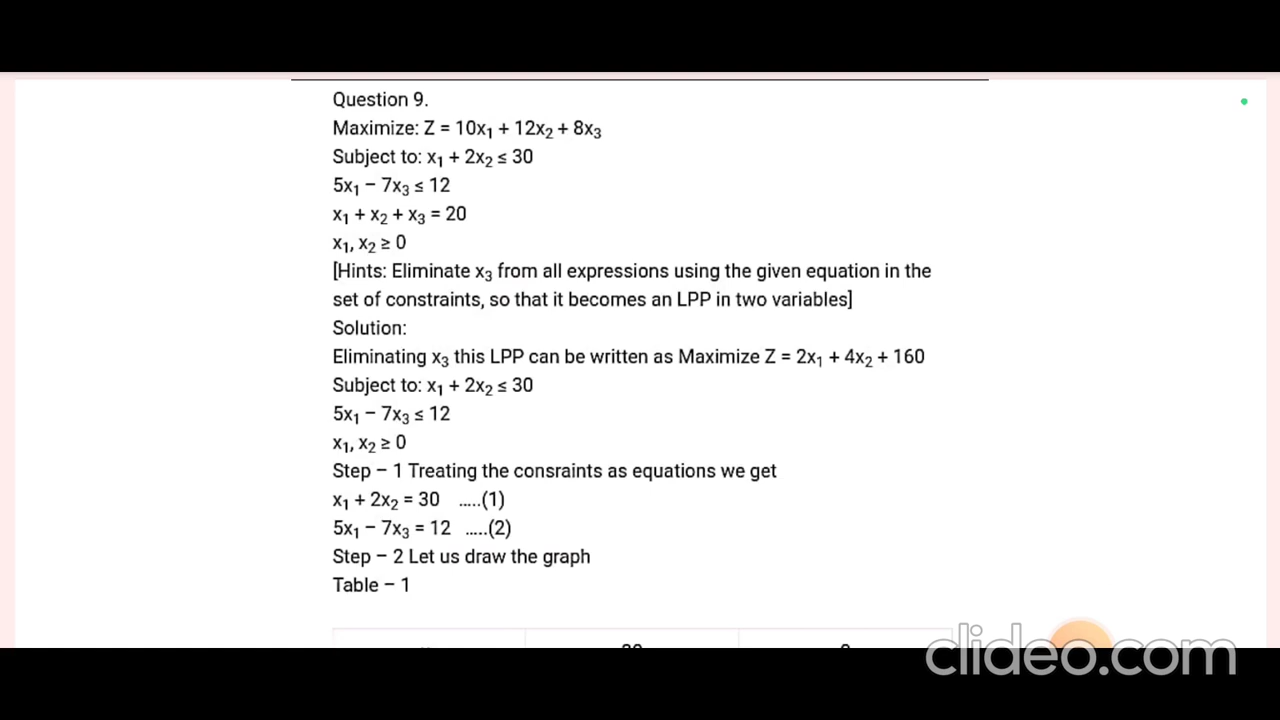 Question 9.
Maximize: Z = 10x₁ + 12x₂ + 8x₃
Subject to: x₁ + 2x₂ ≤ 30
5x₁ − 7x₃ ≤ 12
x₁ + x₂ + x₃ = 20
x₁, x₂ ≥ 0
[Hints: Eliminate x₃ from all expressions using the given equation in the
set of constraints, so that it becomes an LPP in two variables]
Solution:
Eliminating x₃ this LPP can be written as Maximize Z = 2x₁ + 4x₂ + 160
Subject to: x₁ + 2x₂ ≤ 30
5x₁ − 7x₃ ≤ 12
x₁, x₂ ≥ 0
Step − 1 Treating the consraints as equations we get
x₁ + 2x₂ = 30 .....(1)
5x₁ − 7x₃ = 12 .....(2)
Step − 2 Let us draw the graph
Table − 1
clideo.com